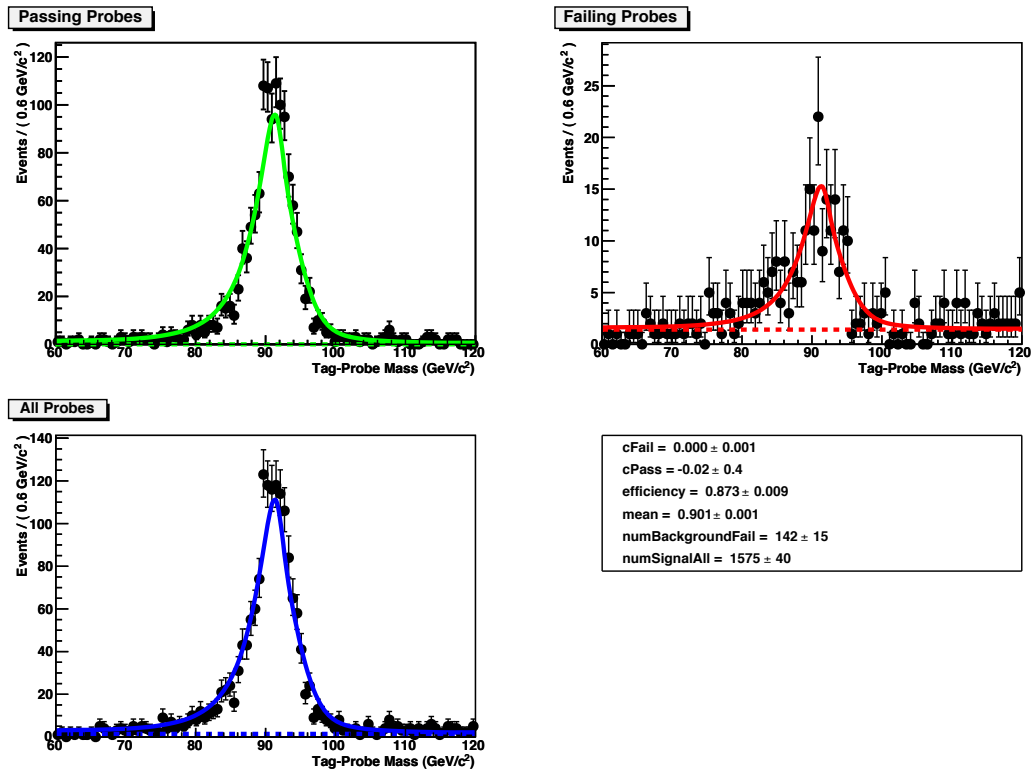 Passing Probes
Events / ( 0.6 GeV/c² )
120
100
80
60
40
20
0
60 70 80 90 100 110 120
Tag-Probe Mass (GeV/c²)
Failing Probes
Events / ( 0.6 GeV/c² )
25
20
15
10
5
0
60 70 80 90 100 110 120
Tag-Probe Mass (GeV/c²)
All Probes
Events / ( 0.6 GeV/c² )
140
120
100
80
60
40
20
0
60 70 80 90 100 110 120
Tag-Probe Mass (GeV/c²)
cFail = 0.000 ± 0.001
cPass = -0.02 ± 0.4
efficiency = 0.873 ± 0.009
mean = 0.901 ± 0.001
numBackgroundFail = 142 ± 15
numSignalAll = 1575 ± 40